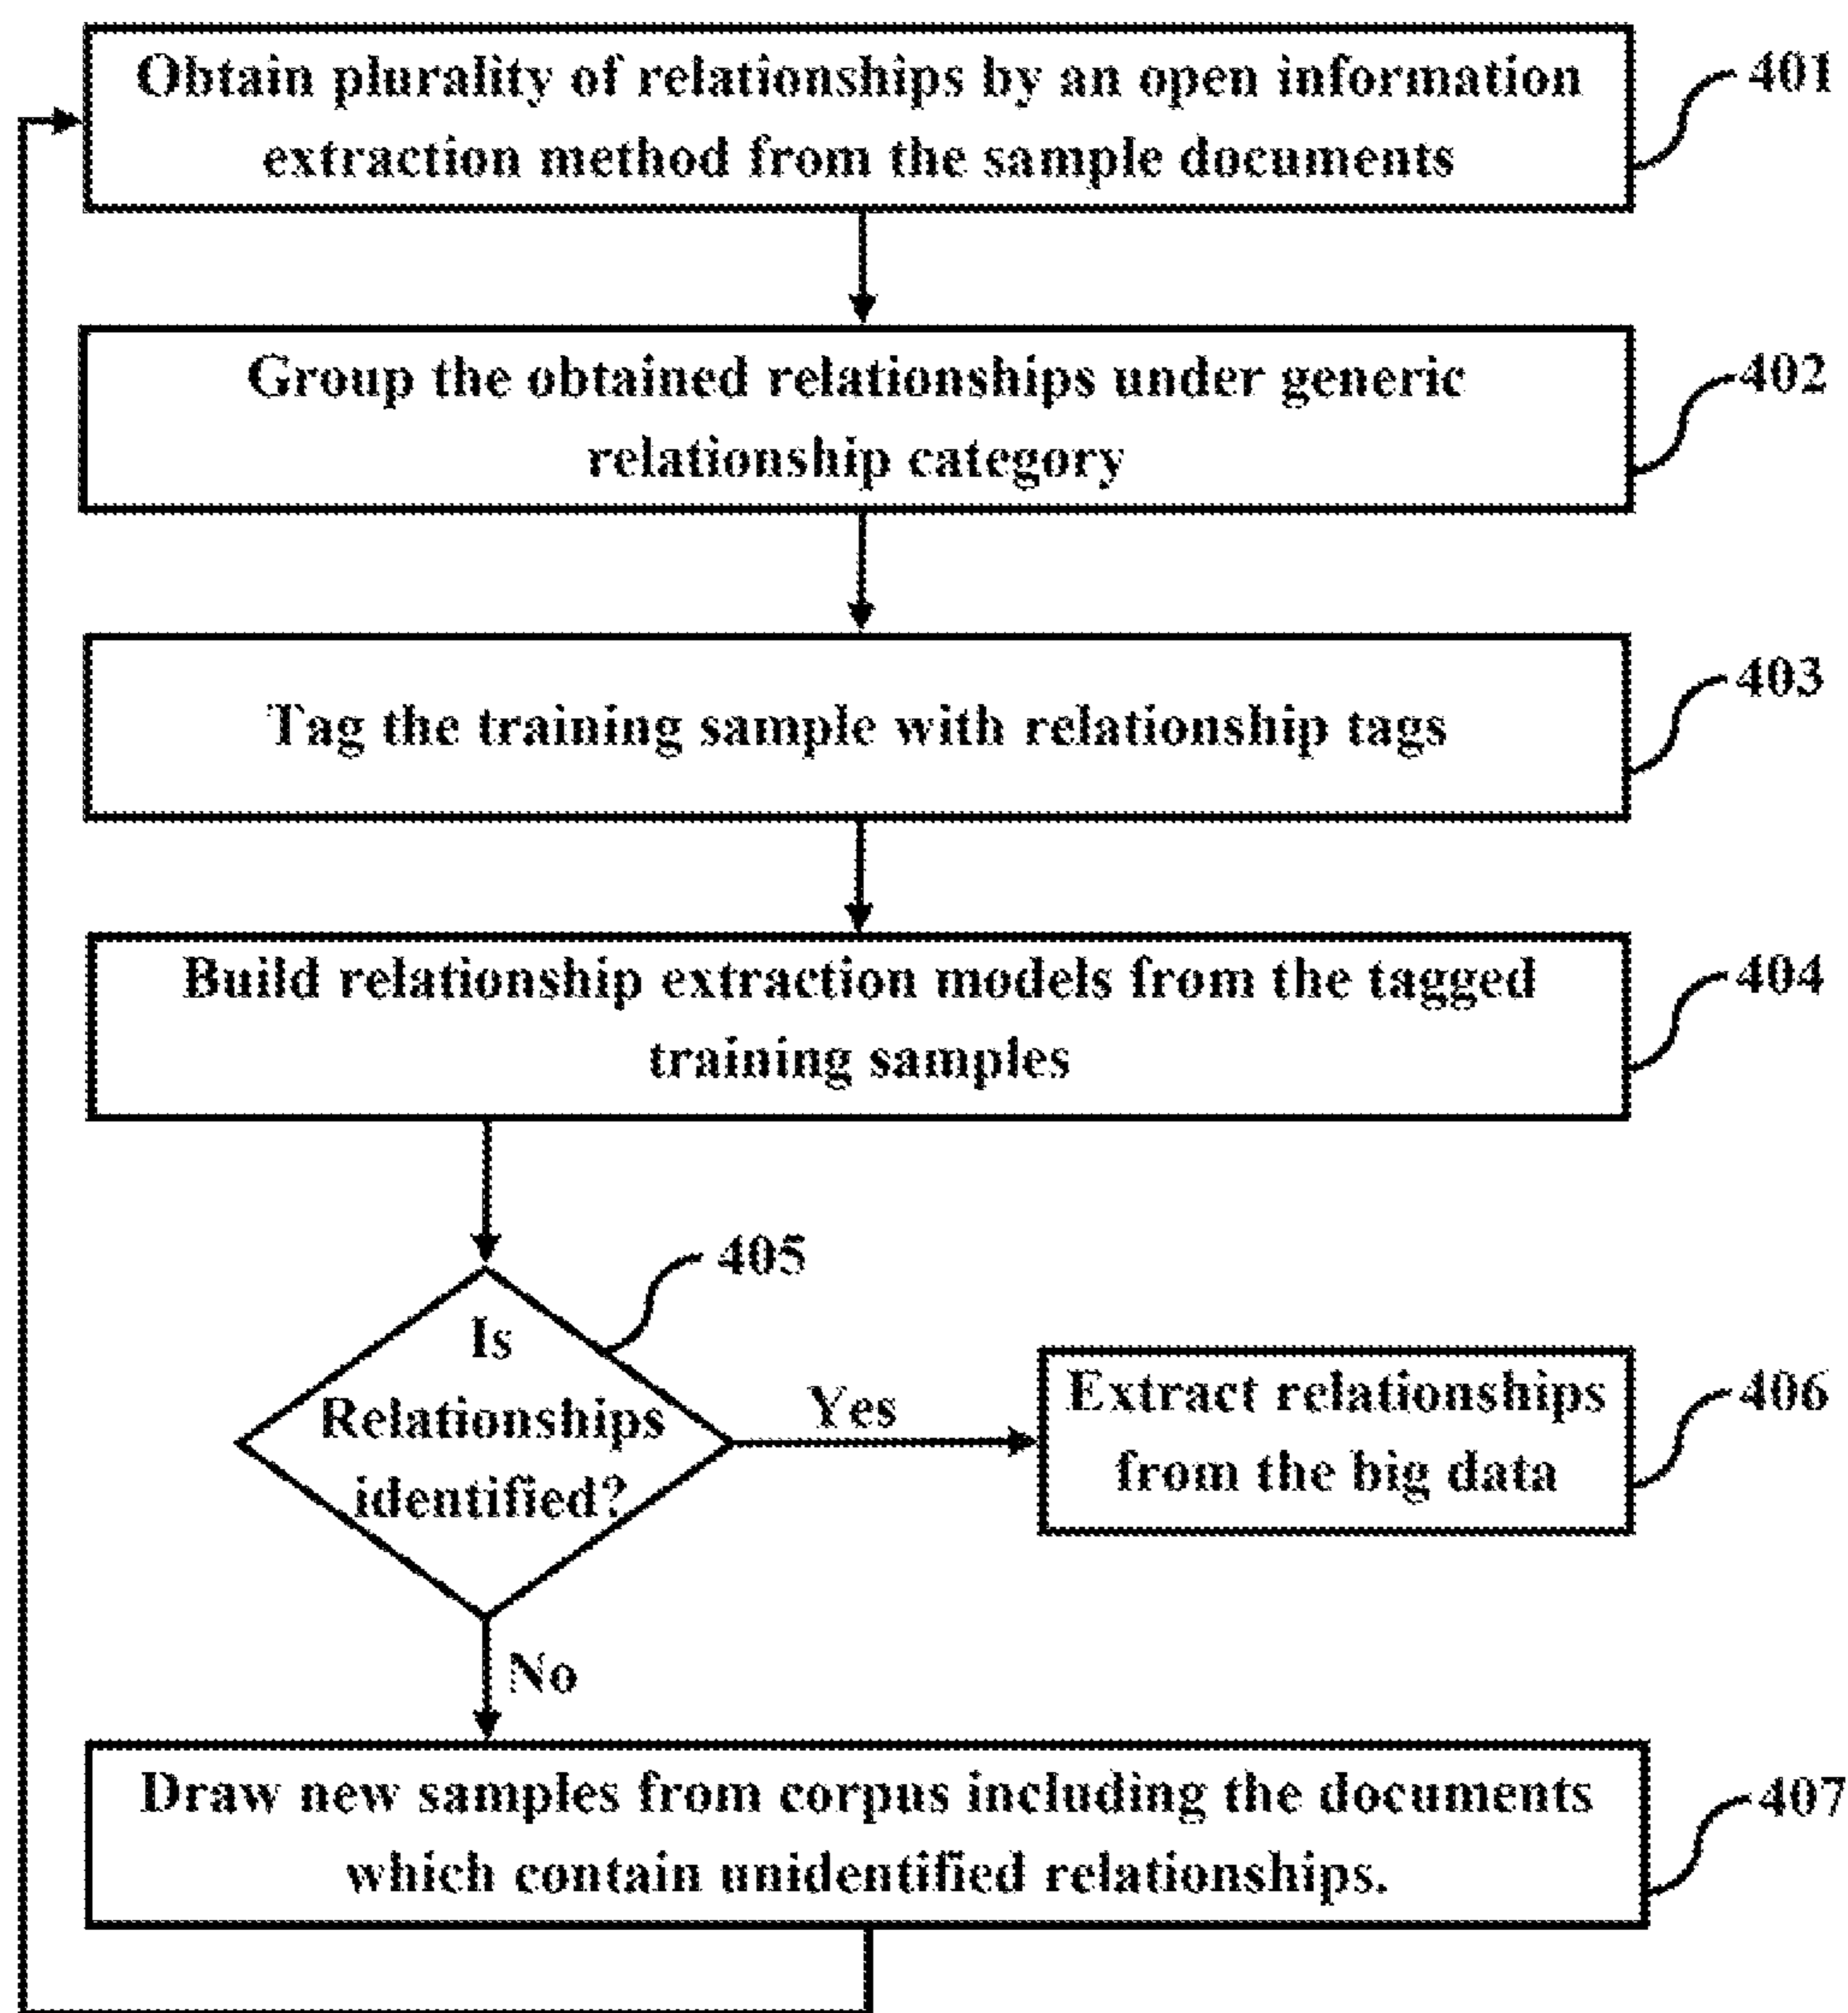 Obtain plurality of relationships by an open information
extraction method from the sample documents
401
Group the obtained relationships under generic
relationship category
402
Tag the training sample with relationship tags
403
Build relationship extraction models from the tagged
training samples
404
405
Is
Relationships
identified?
Yes
Extract relationships
from the big data
406
No
Draw new samples from corpus including the documents
which contain unidentified relationships.
407